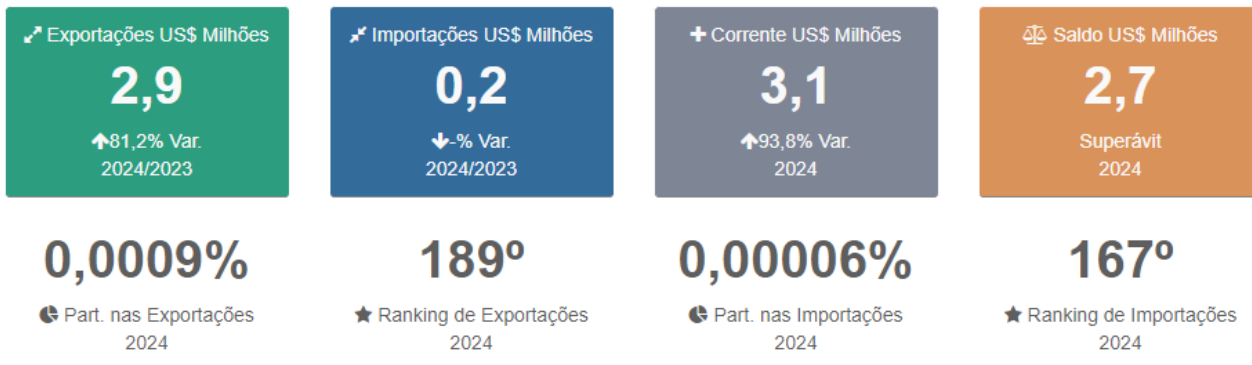 Exportações US$ Milhões
2,9
81,2% Var.
2024/2023
Importações US$ Milhões
0,2
-% Var.
2024/2023
Corrente US$ Milhões
3,1
93,8% Var.
2024
Saldo US$ Milhões
2,7
Superávit
2024
0,0009%
Part. nas Exportações
2024
189º
Ranking de Exportações
2024
0,00006%
Part. nas Importações
2024
167º
Ranking de Importações
2024